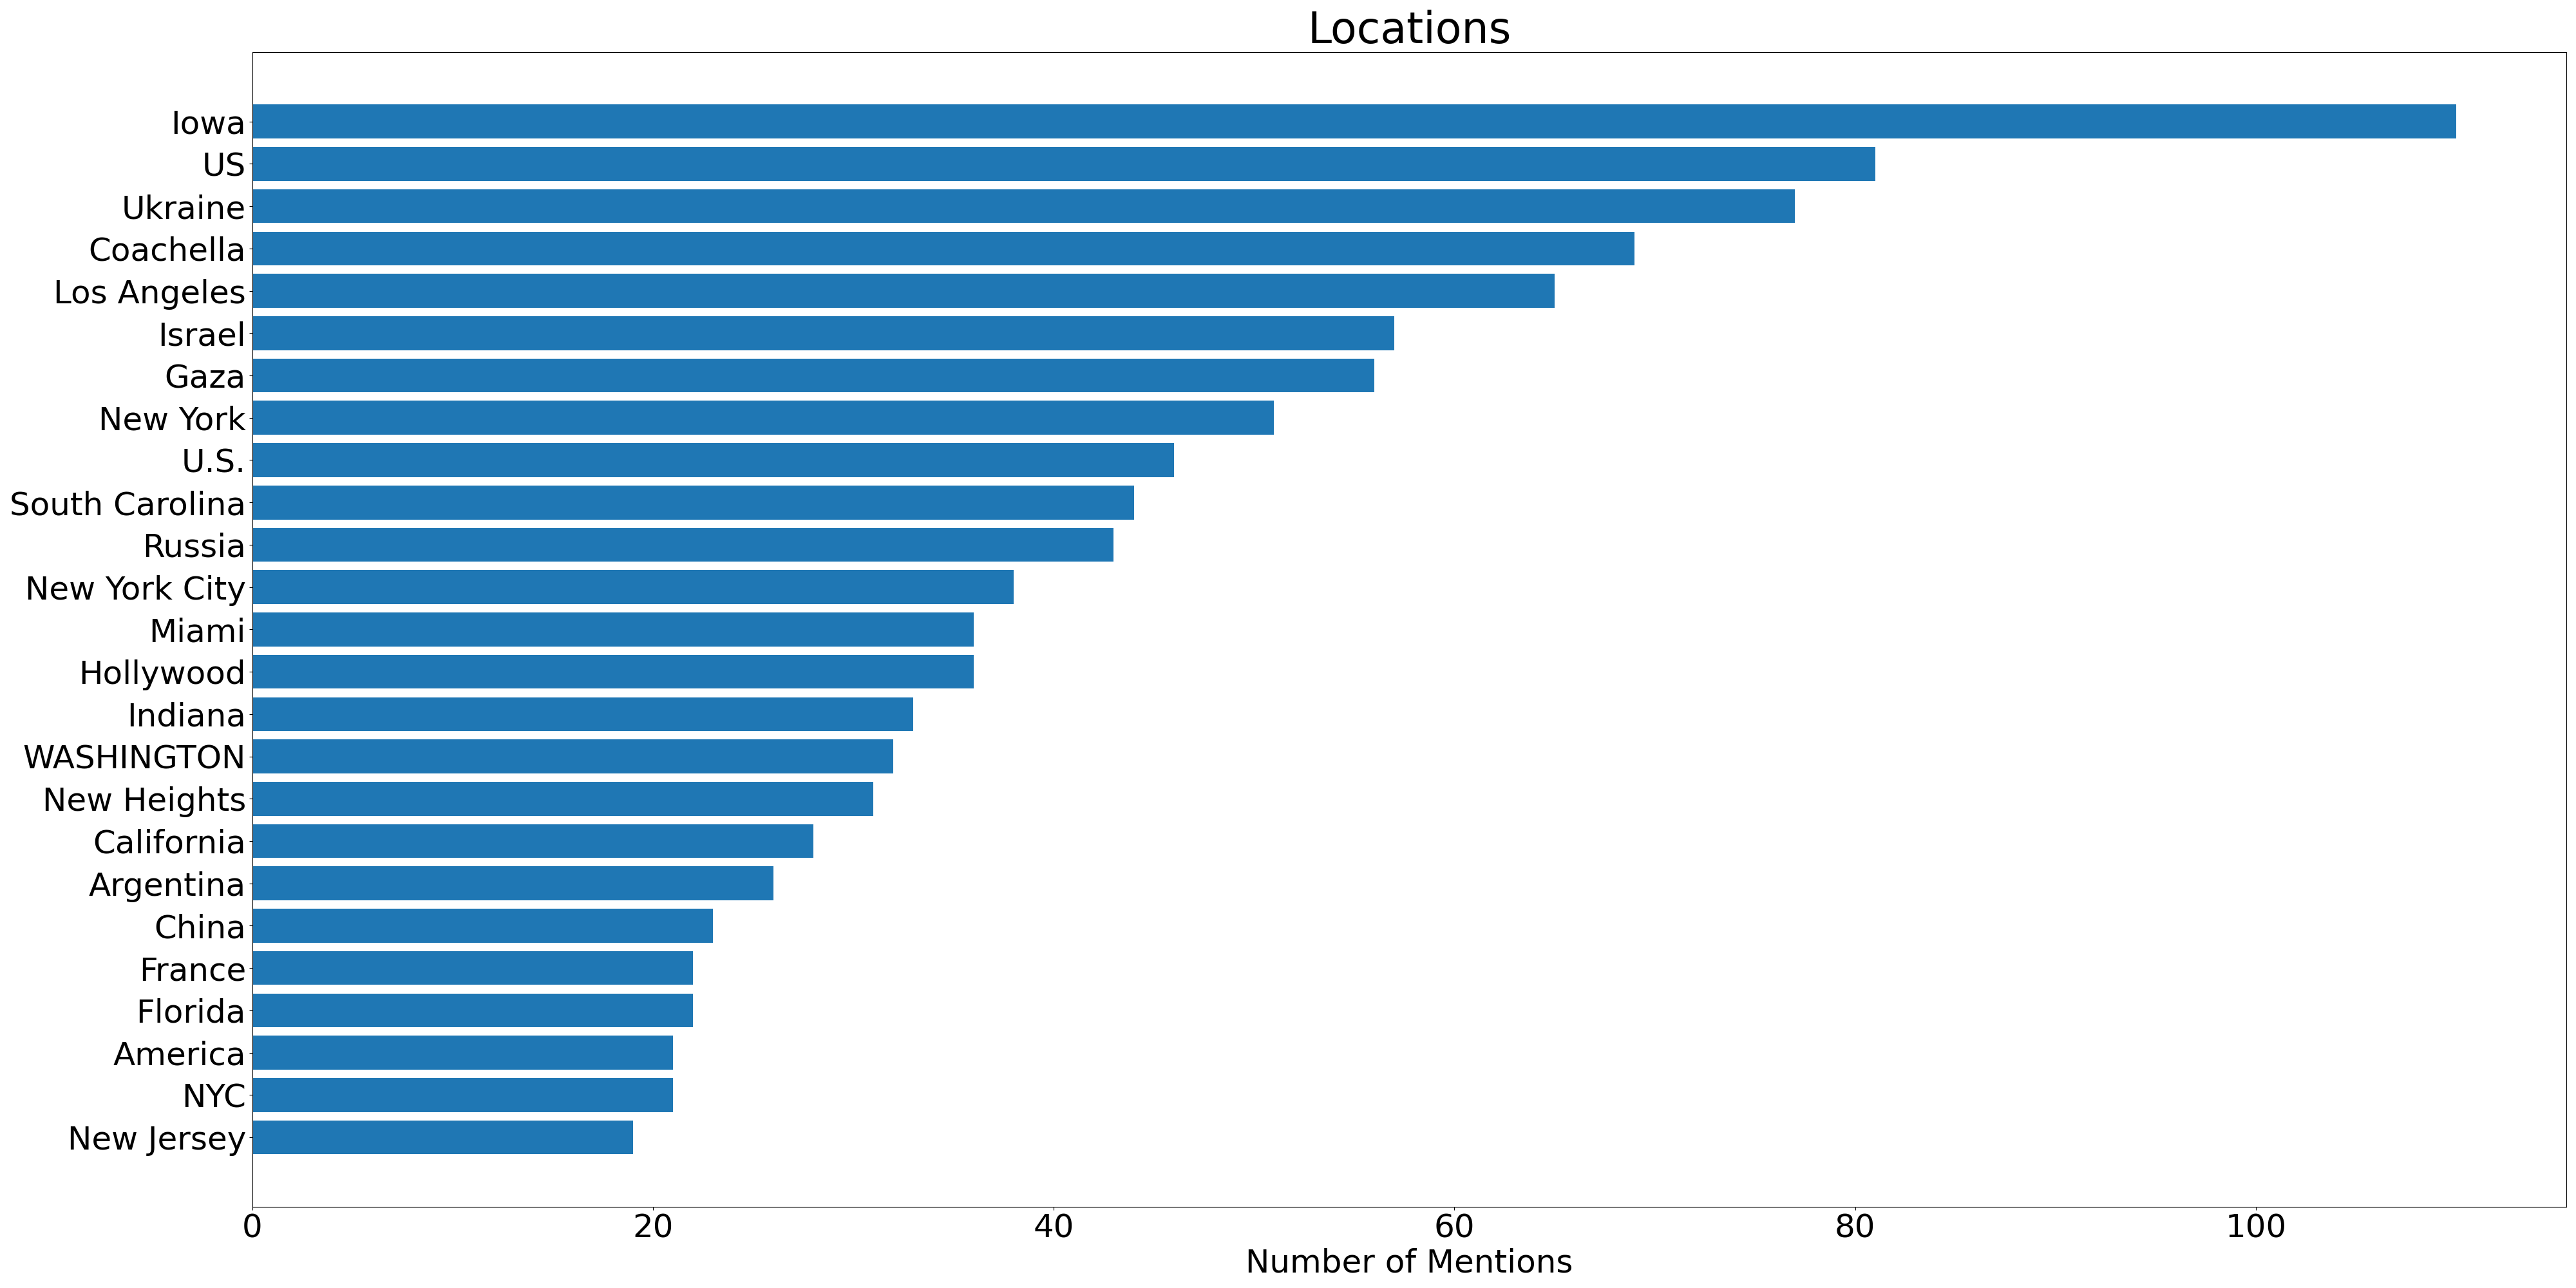 Locations
Iowa
US
Ukraine
Coachella
Los Angeles
Israel
Gaza
New York
U.S.
South Carolina
Russia
New York City
Miami
Hollywood
Indiana
WASHINGTON
New Heights
California
Argentina
China
France
Florida
America
NYC
New Jersey
0 20 40 60 80 100
Number of Mentions